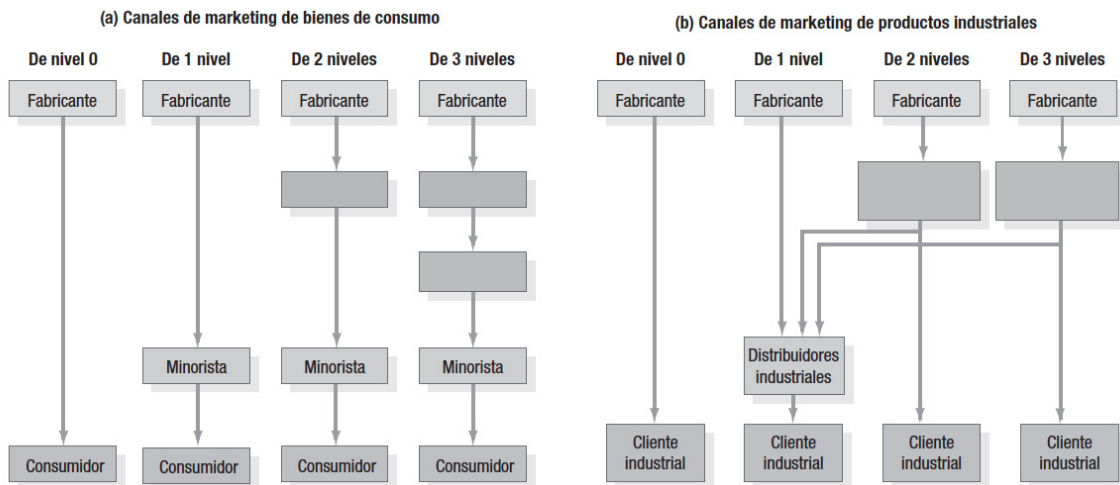 (a) Canales de marketing de bienes de consumo
De nivel 0
De 1 nivel
De 2 niveles
De 3 niveles
Fabricante
Fabricante
Fabricante
Fabricante
Minorista
Minorista
Minorista
Consumidor
Consumidor
Consumidor
Consumidor
(b) Canales de marketing de productos industriales
De nivel 0
De 1 nivel
De 2 niveles
De 3 niveles
Fabricante
Fabricante
Fabricante
Fabricante
Distribuidores
industriales
Cliente
industrial
Cliente
industrial
Cliente
industrial
Cliente
industrial